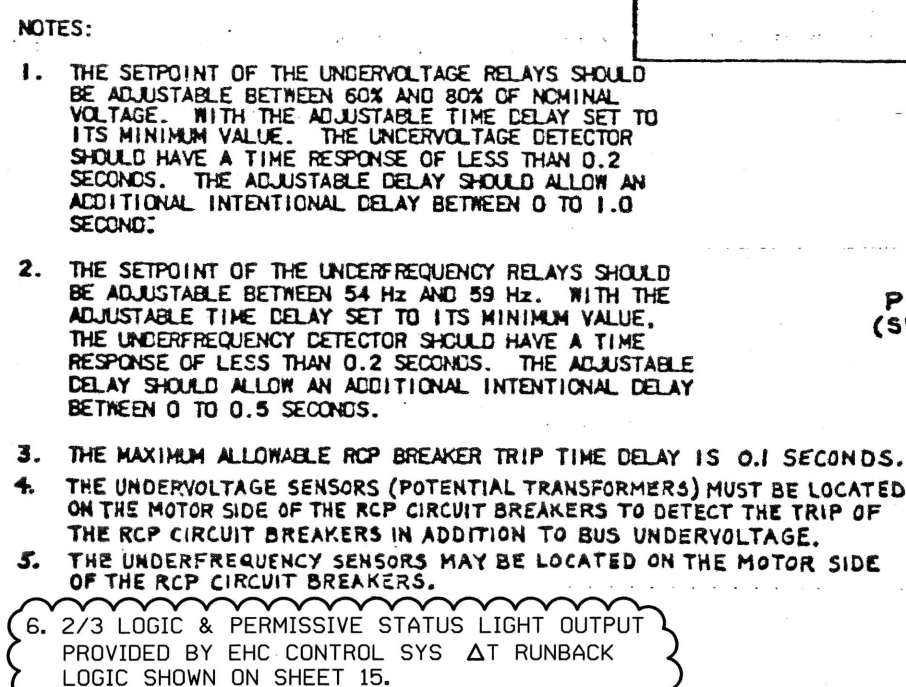 NOTES:
1. THE SETPOINT OF THE UNDERVOLTAGE RELAYS SHOULD
BE ADJUSTABLE BETWEEN 60% AND 80% OF NOMINAL
VOLTAGE. WITH THE ADJUSTABLE TIME DELAY SET TO
ITS MINIMUM VALUE. THE UNDERVOLTAGE DETECTOR
SHOULD HAVE A TIME RESPONSE OF LESS THAN 0.2
SECONDS. THE ADJUSTABLE DELAY SHOULD ALLOW AN
ADDITIONAL INTENTIONAL DELAY BETWEEN 0 TO 1.0
SECOND.
2. THE SETPOINT OF THE UNDERFREQUENCY RELAYS SHOULD
BE ADJUSTABLE BETWEEN 54 Hz AND 59 Hz. WITH THE
ADJUSTABLE TIME DELAY SET TO ITS MINIMUM VALUE,
THE UNDERFREQUENCY DETECTOR SHOULD HAVE A TIME
RESPONSE OF LESS THAN 0.2 SECONDS. THE ADJUSTABLE
DELAY SHOULD ALLOW AN ADDITIONAL INTENTIONAL DELAY
BETWEEN 0 TO 0.5 SECONDS.
3. THE MAXIMUM ALLOWABLE RCP BREAKER TRIP TIME DELAY IS 0.1 SECONDS.
4. THE UNDERVOLTAGE SENSORS (POTENTIAL TRANSFORMERS) MUST BE LOCATED
ON THE MOTOR SIDE OF THE RCP CIRCUIT BREAKERS TO DETECT THE TRIP OF
THE RCP CIRCUIT BREAKERS IN ADDITION TO BUS UNDERVOLTAGE.
5. THE UNDERFREQUENCY SENSORS MAY BE LOCATED ON THE MOTOR SIDE
OF THE RCP CIRCUIT BREAKERS.
6. 2/3 LOGIC & PERMISSIVE STATUS LIGHT OUTPUT
PROVIDED BY EHC CONTROL SYS ΔT RUNBACK
LOGIC SHOWN ON SHEET 15.